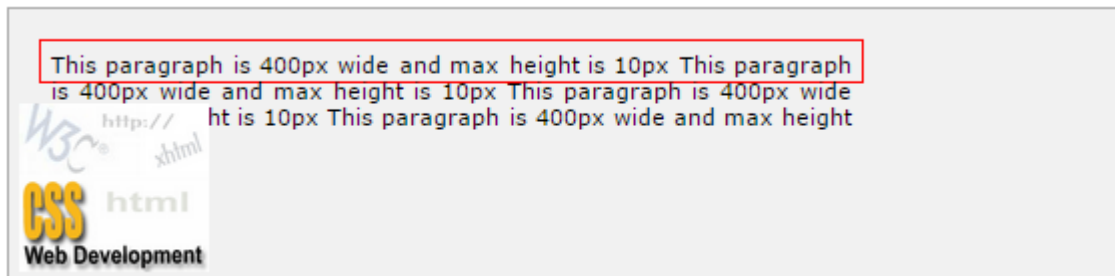 This paragraph is 400px wide and max height is 10px This paragraph
is 400px wide and max height is 10px This paragraph is 400px wide
ht is 10px This paragraph is 400px wide and max height
W3C®
http://
xhtml
CSS
html
Web Development